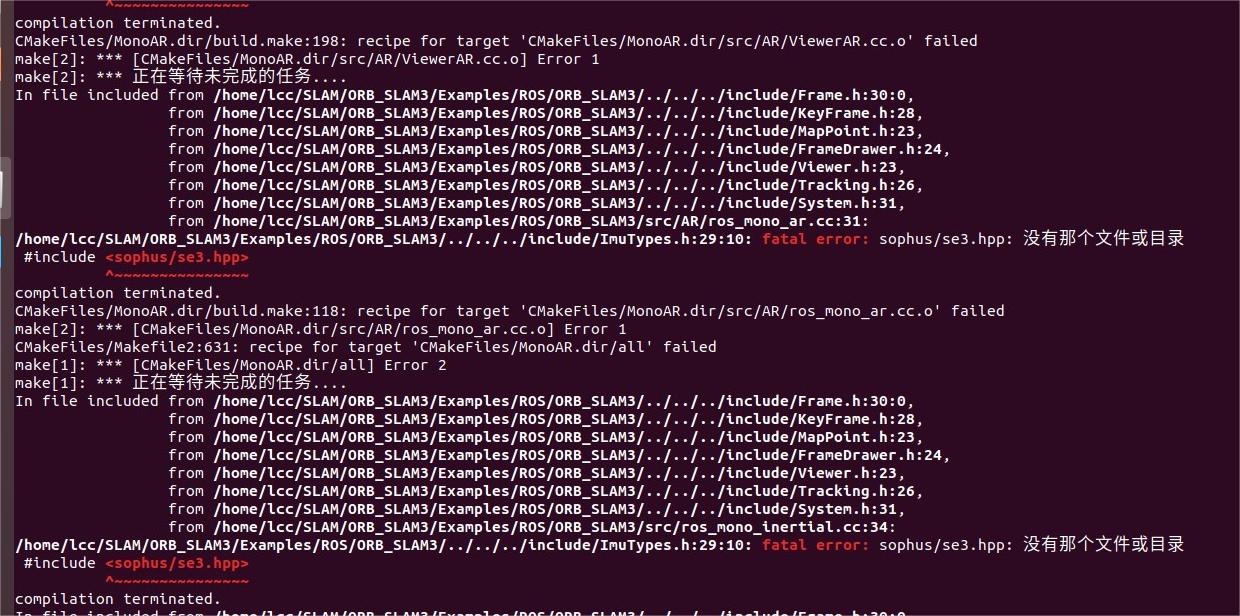 ^~~~~~~~~~~~~~~~
compilation terminated.
CMakeFiles/MonoAR.dir/build.make:198: recipe for target 'CMakeFiles/MonoAR.dir/src/AR/ViewerAR.cc.o' failed
make[2]: *** [CMakeFiles/MonoAR.dir/src/AR/ViewerAR.cc.o] Error 1
make[2]: *** 正在等待未完成的任务....
In file included from /home/lcc/SLAM/ORB_SLAM3/Examples/ROS/ORB_SLAM3/../../../include/Frame.h:30:0,
from /home/lcc/SLAM/ORB_SLAM3/Examples/ROS/ORB_SLAM3/../../../include/KeyFrame.h:28,
from /home/lcc/SLAM/ORB_SLAM3/Examples/ROS/ORB_SLAM3/../../../include/MapPoint.h:23,
from /home/lcc/SLAM/ORB_SLAM3/Examples/ROS/ORB_SLAM3/../../../include/FrameDrawer.h:24,
from /home/lcc/SLAM/ORB_SLAM3/Examples/ROS/ORB_SLAM3/../../../include/Viewer.h:23,
from /home/lcc/SLAM/ORB_SLAM3/Examples/ROS/ORB_SLAM3/../../../include/Tracking.h:26,
from /home/lcc/SLAM/ORB_SLAM3/Examples/ROS/ORB_SLAM3/../../../include/System.h:31,
from /home/lcc/SLAM/ORB_SLAM3/Examples/ROS/ORB_SLAM3/src/AR/ros_mono_ar.cc:31:
/home/lcc/SLAM/ORB_SLAM3/Examples/ROS/ORB_SLAM3/../../../include/ImuTypes.h:29:10: fatal error: sophus/se3.hpp: 没有那个文件或目录
#include <sophus/se3.hpp>
^~~~~~~~~~~~~~~~
compilation terminated.
CMakeFiles/MonoAR.dir/build.make:118: recipe for target 'CMakeFiles/MonoAR.dir/src/AR/ros_mono_ar.cc.o' failed
make[2]: *** [CMakeFiles/MonoAR.dir/src/AR/ros_mono_ar.cc.o] Error 1
CMakeFiles/Makefile2:631: recipe for target 'CMakeFiles/MonoAR.dir/all' failed
make[1]: *** [CMakeFiles/MonoAR.dir/all] Error 2
make[1]: *** 正在等待未完成的任务....
In file included from /home/lcc/SLAM/ORB_SLAM3/Examples/ROS/ORB_SLAM3/../../../include/Frame.h:30:0,
from /home/lcc/SLAM/ORB_SLAM3/Examples/ROS/ORB_SLAM3/../../../include/KeyFrame.h:28,
from /home/lcc/SLAM/ORB_SLAM3/Examples/ROS/ORB_SLAM3/../../../include/MapPoint.h:23,
from /home/lcc/SLAM/ORB_SLAM3/Examples/ROS/ORB_SLAM3/../../../include/FrameDrawer.h:24,
from /home/lcc/SLAM/ORB_SLAM3/Examples/ROS/ORB_SLAM3/../../../include/Viewer.h:23,
from /home/lcc/SLAM/ORB_SLAM3/Examples/ROS/ORB_SLAM3/../../../include/Tracking.h:26,
from /home/lcc/SLAM/ORB_SLAM3/Examples/ROS/ORB_SLAM3/../../../include/System.h:31,
from /home/lcc/SLAM/ORB_SLAM3/Examples/ROS/ORB_SLAM3/src/ros_mono_inertial.cc:34:
/home/lcc/SLAM/ORB_SLAM3/Examples/ROS/ORB_SLAM3/../../../include/ImuTypes.h:29:10: fatal error: sophus/se3.hpp: 没有那个文件或目录
#include <sophus/se3.hpp>
^~~~~~~~~~~~~~~~
compilation terminated.
In file included from /home/lcc/SLAM/ORB_SLAM3/Examples/ROS/ORB_SLAM3/../../../include/Frame.h:30:0,